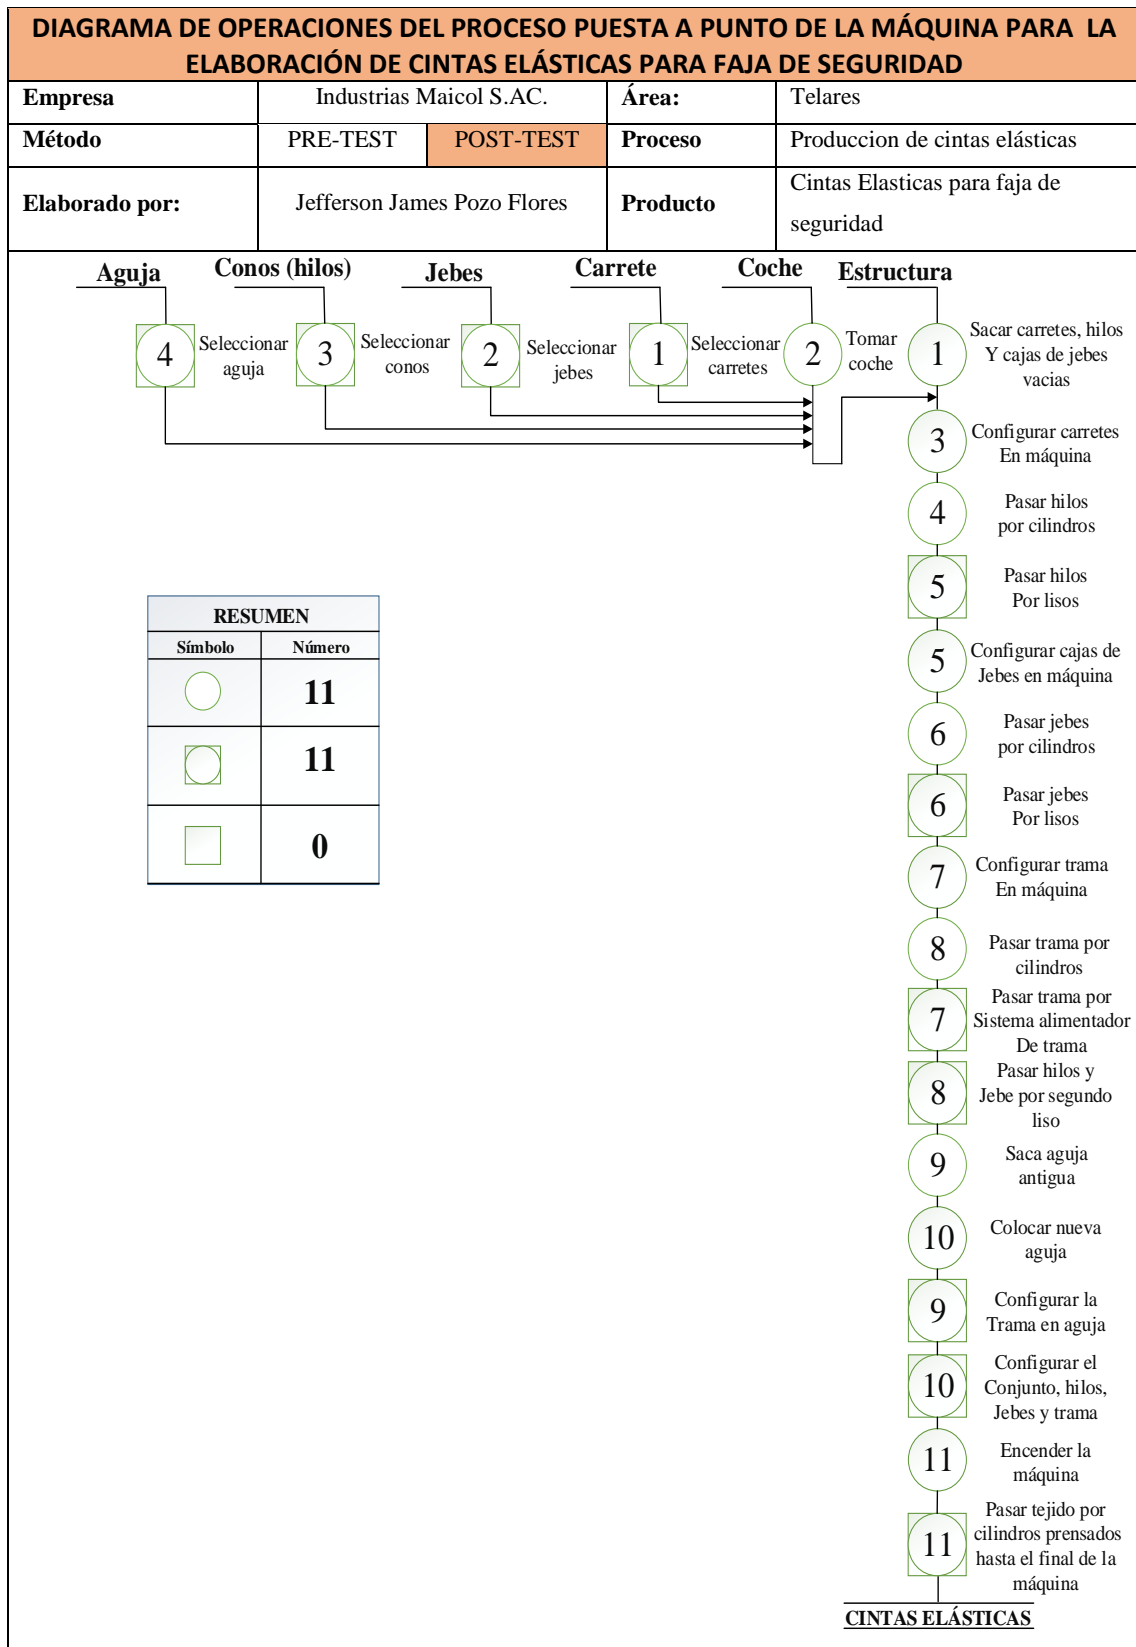 DIAGRAMA DE OPERACIONES DEL PROCESO PUESTA A PUNTO DE LA MÁQUINA PARA LA
ELABORACIÓN DE CINTAS ELÁSTICAS PARA FAJA DE SEGURIDAD
Empresa
Industrias Maicol S.AC.
Área:
Telares
Método
PRE-TEST
POST-TEST
Proceso
Produccion de cintas elásticas
Elaborado por:
Jefferson James Pozo Flores
Producto
Cintas Elasticas para faja de
seguridad
Aguja
Conos (hilos)
Jebes
Carrete
Coche
Estructura
4
Seleccionar
aguja
3
Seleccionar
conos
2
Seleccionar
jebes
1
Seleccionar
carretes
2
Tomar
coche
1
Sacar carretes, hilos
Y cajas de jebes
vacias
3
Configurar carretes
En máquina
4
Pasar hilos
por cilindros
5
Pasar hilos
Por lisos
5
Configurar cajas de
Jebes en máquina
6
Pasar jebes
por cilindros
6
Pasar jebes
Por lisos
7
Configurar trama
En máquina
8
Pasar trama por
cilindros
7
Pasar trama por
Sistema alimentador
De trama
8
Pasar hilos y
Jebe por segundo
liso
9
Saca aguja
antigua
10
Colocar nueva
aguja
9
Configurar la
Trama en aguja
10
Configurar el
Conjunto, hilos,
Jebes y trama
11
Encender la
máquina
11
Pasar tejido por
cilindros prensados
hasta el final de la
máquina
CINTAS ELÁSTICAS
RESUMEN
Símbolo
Número
11
11
0